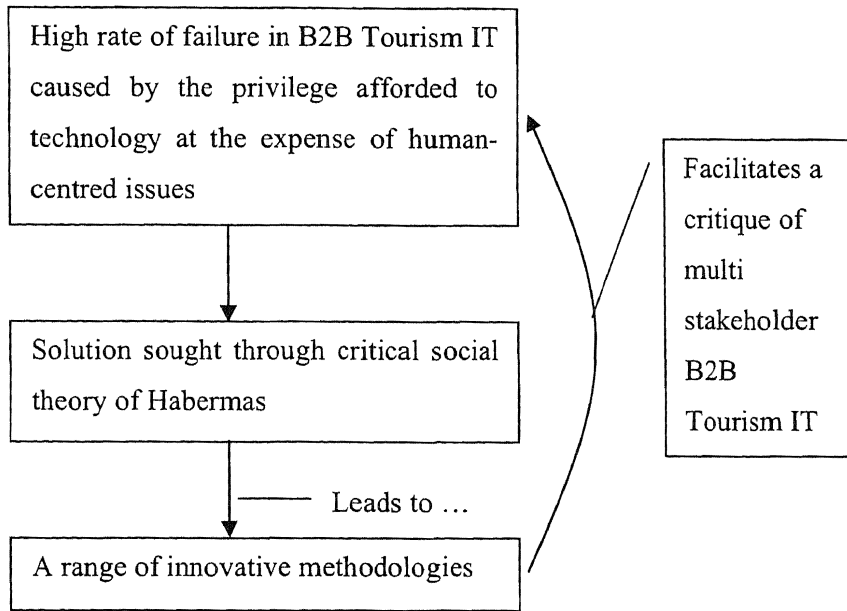 High rate of failure in B2B Tourism IT
caused by the privilege afforded to
technology at the expense of human-
centred issues
Facilitates a
critique of
multi
stakeholder
B2B
Tourism IT
Solution sought through critical social
theory of Habermas
Leads to ...
A range of innovative methodologies